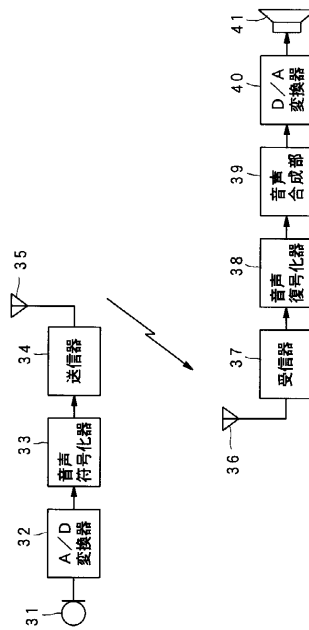 31
32
A/D
変換器
33
音声
符号化器
34
送信器
35
36
37
受信器
38
音声
復号化器
39
音声
合成部
40
D/A
変換器
41